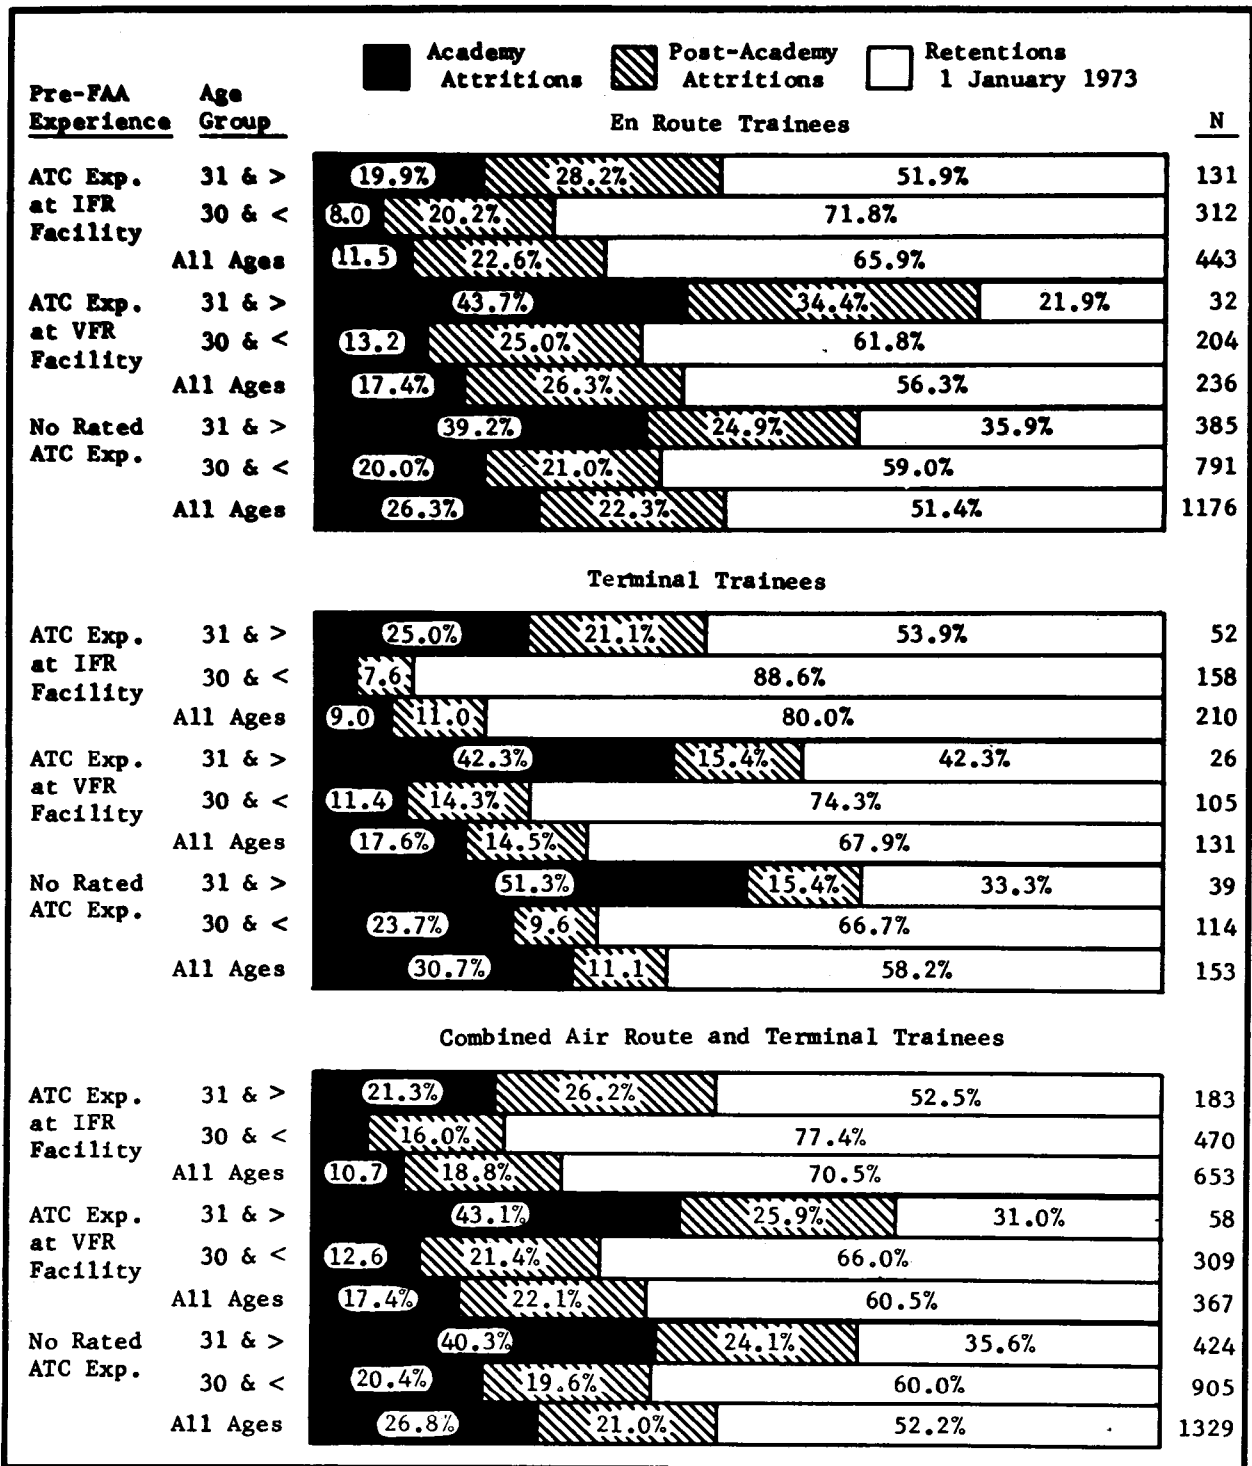 Academy Attritions
Post-Academy Attritions
Retentions 1 January 1973
Pre-FAA Experience
Age Group
En Route Trainees
N
ATC Exp. at IFR Facility
31 & > 19.9% 28.2% 51.9% 131
30 & < 8.0 20.2% 71.8% 312
All Ages 11.5 22.6% 65.9% 443
ATC Exp. at VFR Facility
31 & > 43.7% 34.4% 21.9% 32
30 & < 13.2 25.0% 61.8% 204
All Ages 17.4% 26.3% 56.3% 236
No Rated ATC Exp.
31 & > 39.2% 24.9% 35.9% 385
30 & < 20.0% 21.0% 59.0% 791
All Ages 26.3% 22.3% 51.4% 1176
Terminal Trainees
ATC Exp. at IFR Facility
31 & > 25.0% 21.1% 53.9% 52
30 & < 7.6 88.6% 158
All Ages 9.0 11.0 80.0% 210
ATC Exp. at VFR Facility
31 & > 42.3% 15.4% 42.3% 26
30 & < 11.4 14.3% 74.3% 105
All Ages 17.6% 14.5% 67.9% 131
No Rated ATC Exp.
31 & > 51.3% 15.4% 33.3% 39
30 & < 23.7% 9.6 66.7% 114
All Ages 30.7% 11.1 58.2% 153
Combined Air Route and Terminal Trainees
ATC Exp. at IFR Facility
31 & > 21.3% 26.2% 52.5% 183
30 & < 16.0% 77.4% 470
All Ages 10.7 18.8% 70.5% 653
ATC Exp. at VFR Facility
31 & > 43.1% 25.9% 31.0% 58
30 & < 12.6 21.4% 66.0% 309
All Ages 17.4% 22.1% 60.5% 367
No Rated ATC Exp.
31 & > 40.3% 24.1% 35.6% 424
30 & < 20.4% 19.6% 60.0% 905
All Ages 26.8% 21.0% 52.2% 1329